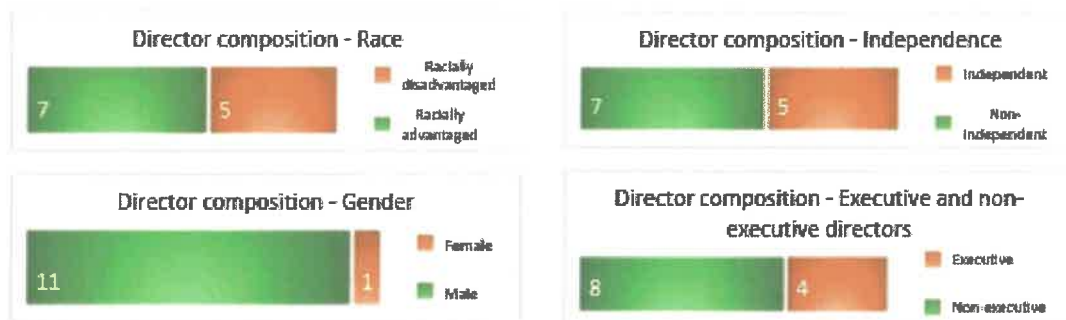 Director composition - Race
7
5
Racially
disadvantaged
Racially
advantaged
Director composition - Independence
7
5
Independent
Non-
Independent
Director composition - Gender
11
1
Female
Male
Director composition - Executive and non-
executive directors
8
4
Executive
Non-executive